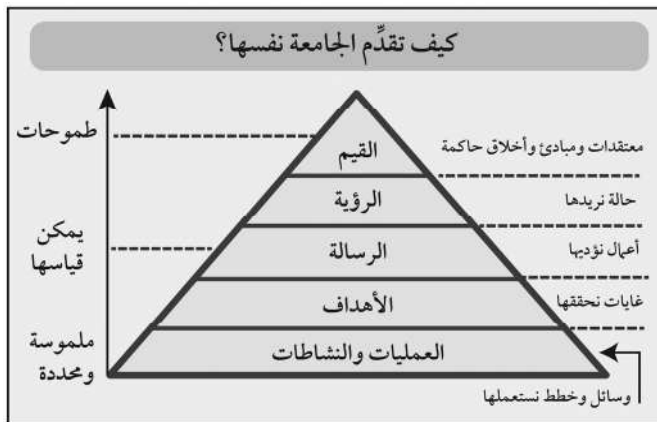 كيف تقدِّم الجامعة نفسها؟
طموحات
القيم
معتقدات ومبادئ وأخلاق حاكمة
الرؤية
حالة نريدها
يمكن
قياسها
الرسالة
أعمال نؤديها
الأهداف
غايات نحققها
ملموسة
ومحددة
العمليات والنشاطات
وسائل وخطط نستعملها